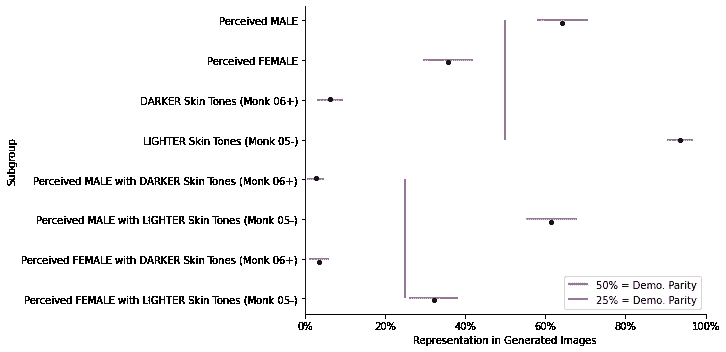 Perceived MALE
Perceived FEMALE
DARKER Skin Tones (Monk 06+)
LIGHTER Skin Tones (Monk 05-)
Perceived MALE with DARKER Skin Tones (Monk 06+)
Perceived MALE with LIGHTER Skin Tones (Monk 05-)
Perceived FEMALE with DARKER Skin Tones (Monk 06+)
Perceived FEMALE with LIGHTER Skin Tones (Monk 05-)
Subgroup
50% = Demo. Parity
25% = Demo. Parity
0% 20% 40% 60% 80% 100%
Representation in Generated Images